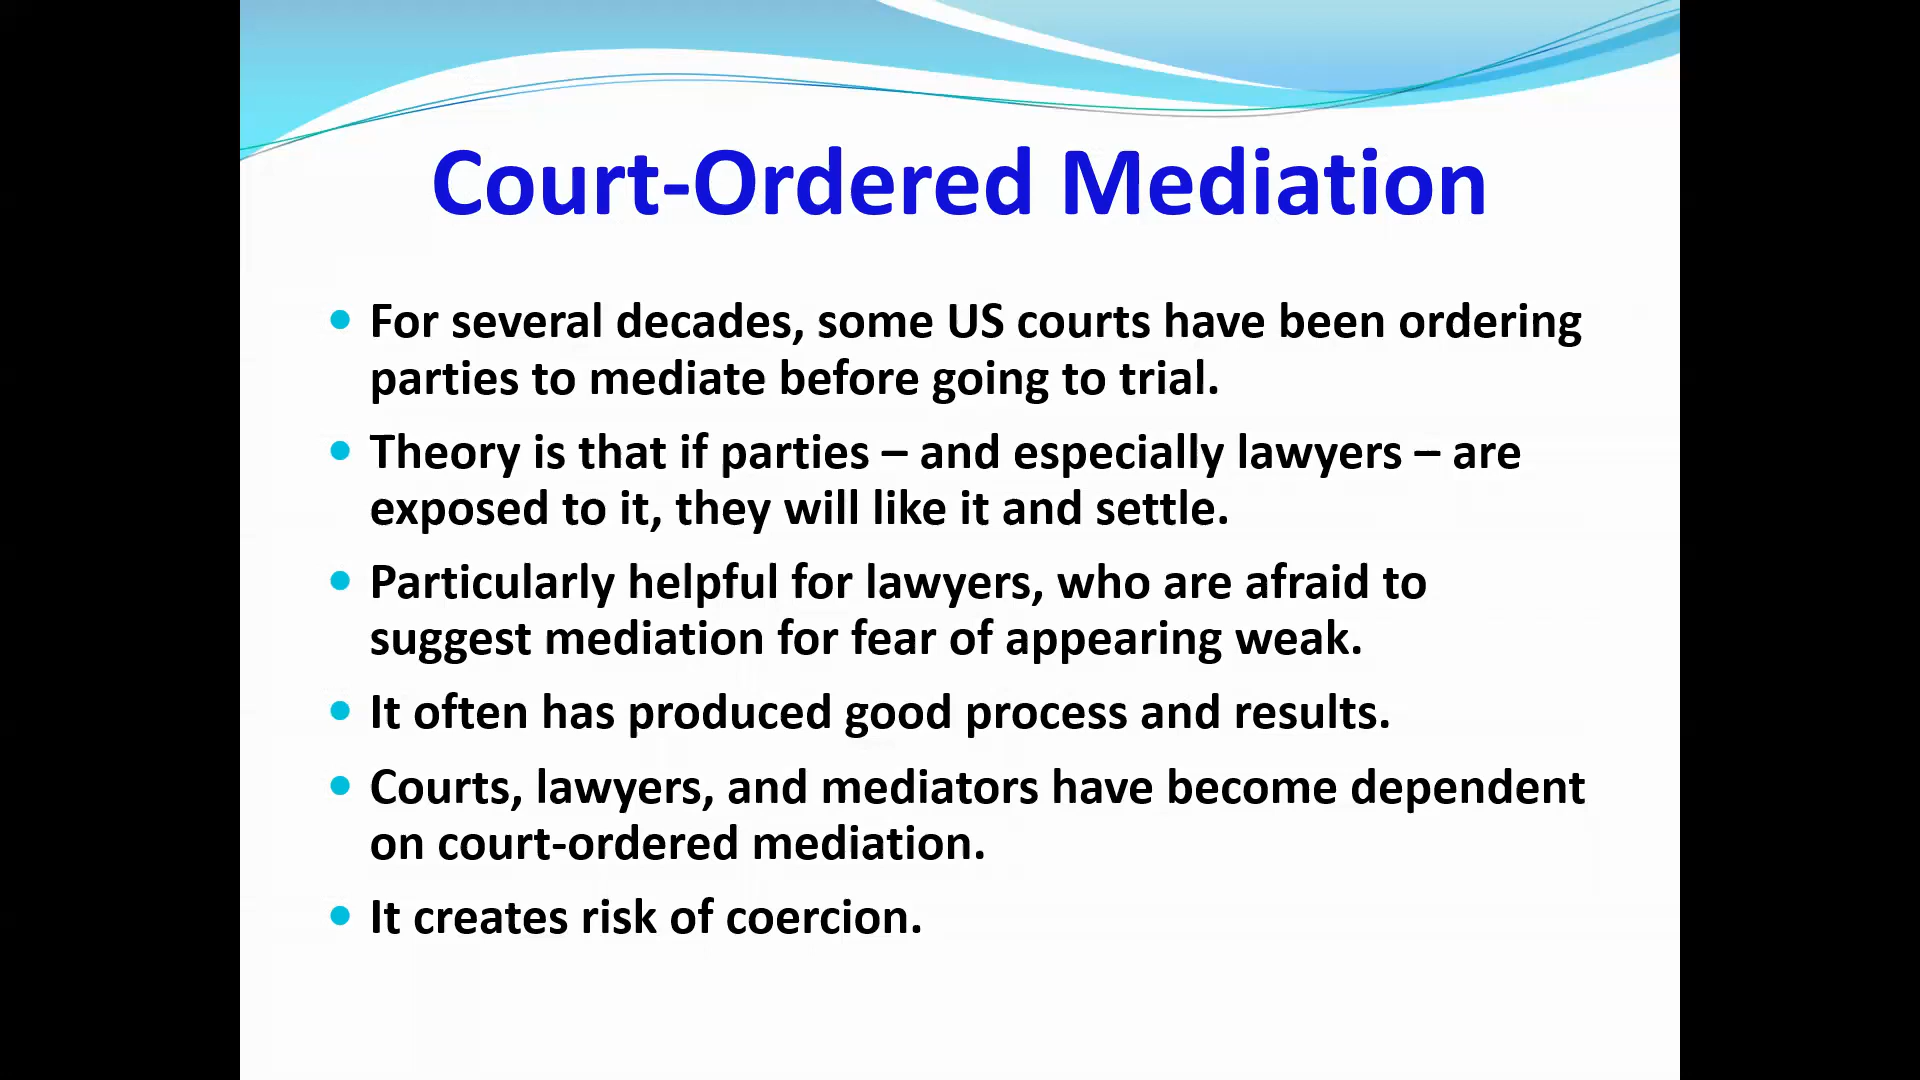 Court-Ordered Mediation
• For several decades, some US courts have been ordering
parties to mediate before going to trial.
• Theory is that if parties – and especially lawyers – are
exposed to it, they will like it and settle.
• Particularly helpful for lawyers, who are afraid to
suggest mediation for fear of appearing weak.
• It often has produced good process and results.
• Courts, lawyers, and mediators have become dependent
on court-ordered mediation.
• It creates risk of coercion.